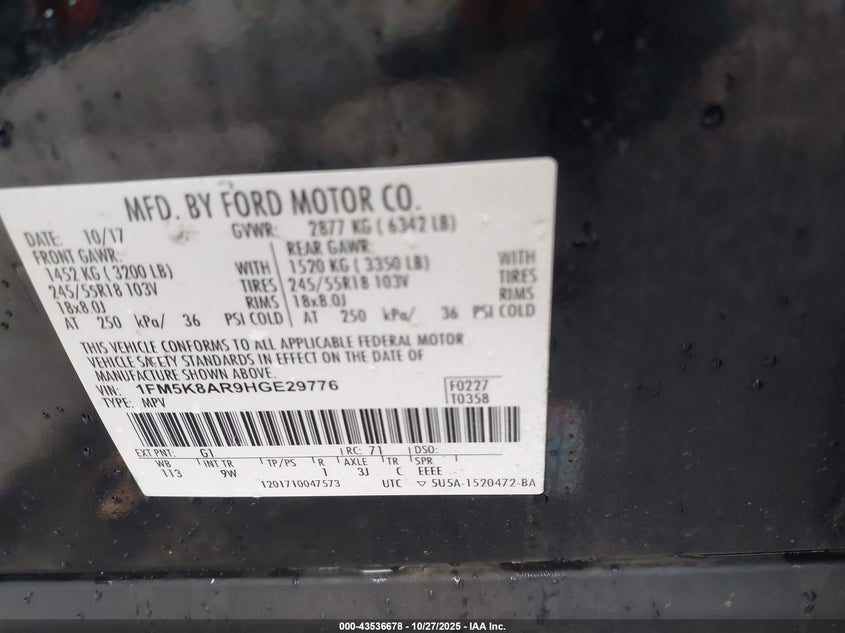 MFD. BY FORD MOTOR CO.
DATE: 10/17 GVWR: 2877 KG ( 6342 LB)
FRONT GAWR: REAR GAWR:
1452 KG ( 3200 LB) WITH 1520 KG ( 3350 LB) WITH
245/55R18 103V TIRES 245/55R18 103V TIRES
18x8.0J RIMS 18x8.0J RIMS
AT 250 kPa/ 36 PSI COLD AT 250 kPa/ 36 PSI COLD
THIS VEHICLE CONFORMS TO ALL APPLICABLE FEDERAL MOTOR
VEHICLE SAFETY STANDARDS IN EFFECT ON THE DATE OF
MANUFACTURE SHOWN ABOVE.
VIN: 1FM5K8AR9HGE29776 F0227
TYPE: MPV T0358
EXT PNT: G1 RC: 71 DSO:
WB INT TR TP/PS R AXLE TR SPR
113 9W 1 3J C EEEE
1201710047573 UTC ▽ 5U5A-1520472-BA
000-43536678 - 10/27/2025 - IAA Inc.